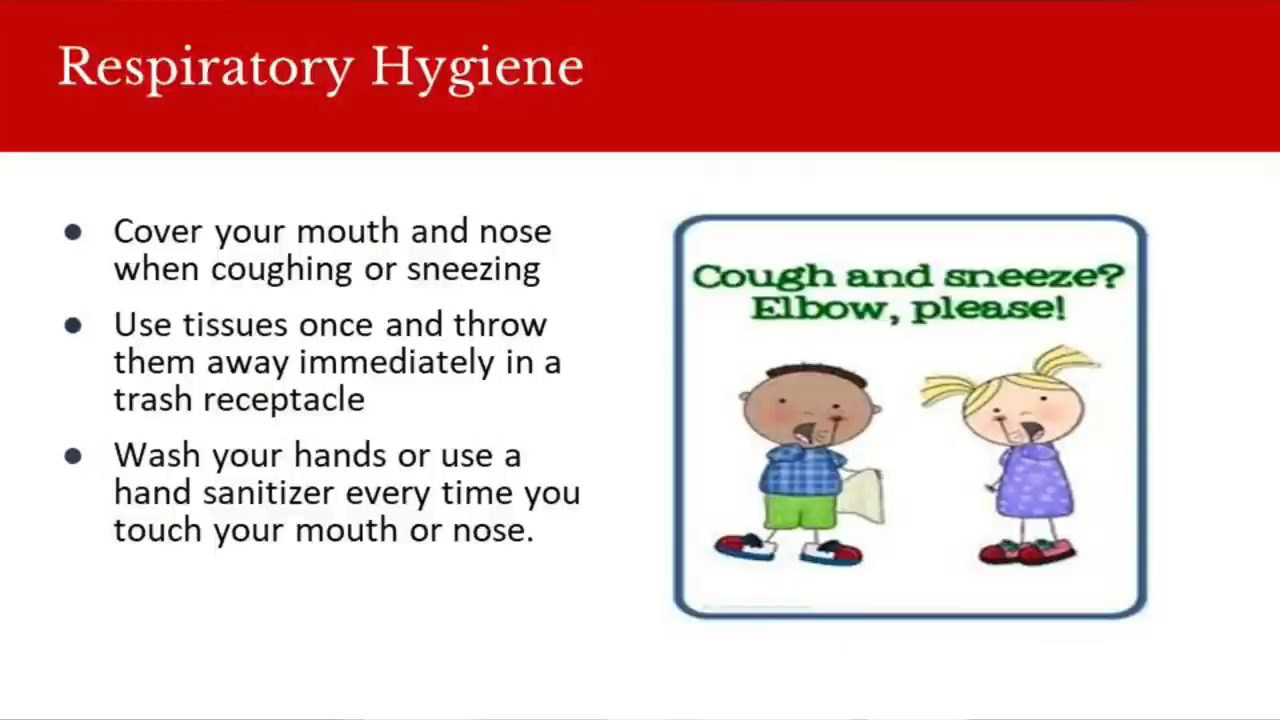 Respiratory Hygiene
Cover your mouth and nose
when coughing or sneezing
Use tissues once and throw
them away immediately in a
trash receptacle
Wash your hands or use a
hand sanitizer every time you
touch your mouth or nose.
Cough and sneeze?
Elbow, please!